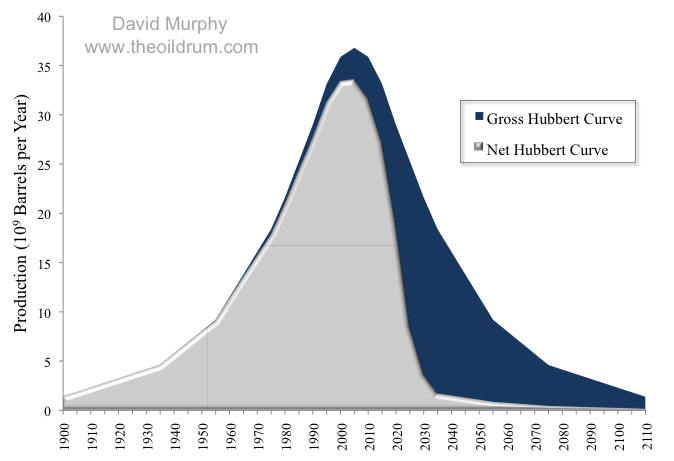 David Murphy
www.theoildrum.com
Production (10⁹ Barrels per Year)
40
35
30
25
20
15
10
5
0
Gross Hubbert Curve
Net Hubbert Curve
1900 1910 1920 1930 1940 1950 1960 1970 1980 1990 2000 2010 2020 2030 2040 2050 2060 2070 2080 2090 2100 2110